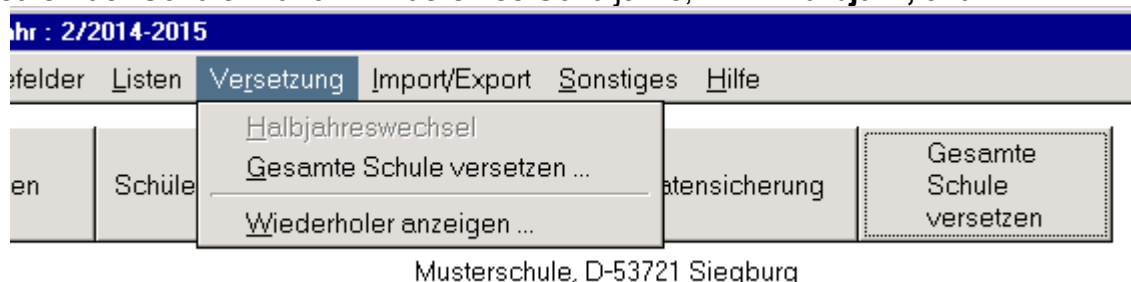 ahr : 2/2014-2015
efelder Listen Versetzung Import/Export Sonstiges Hilfe
Halbjahreswechsel
Gesamte Schule versetzen ...
Wiederholer anzeigen ...
en Schüle atensicherung
Gesamte
Schule
versetzen
Musterschule, D-53721 Siegburg